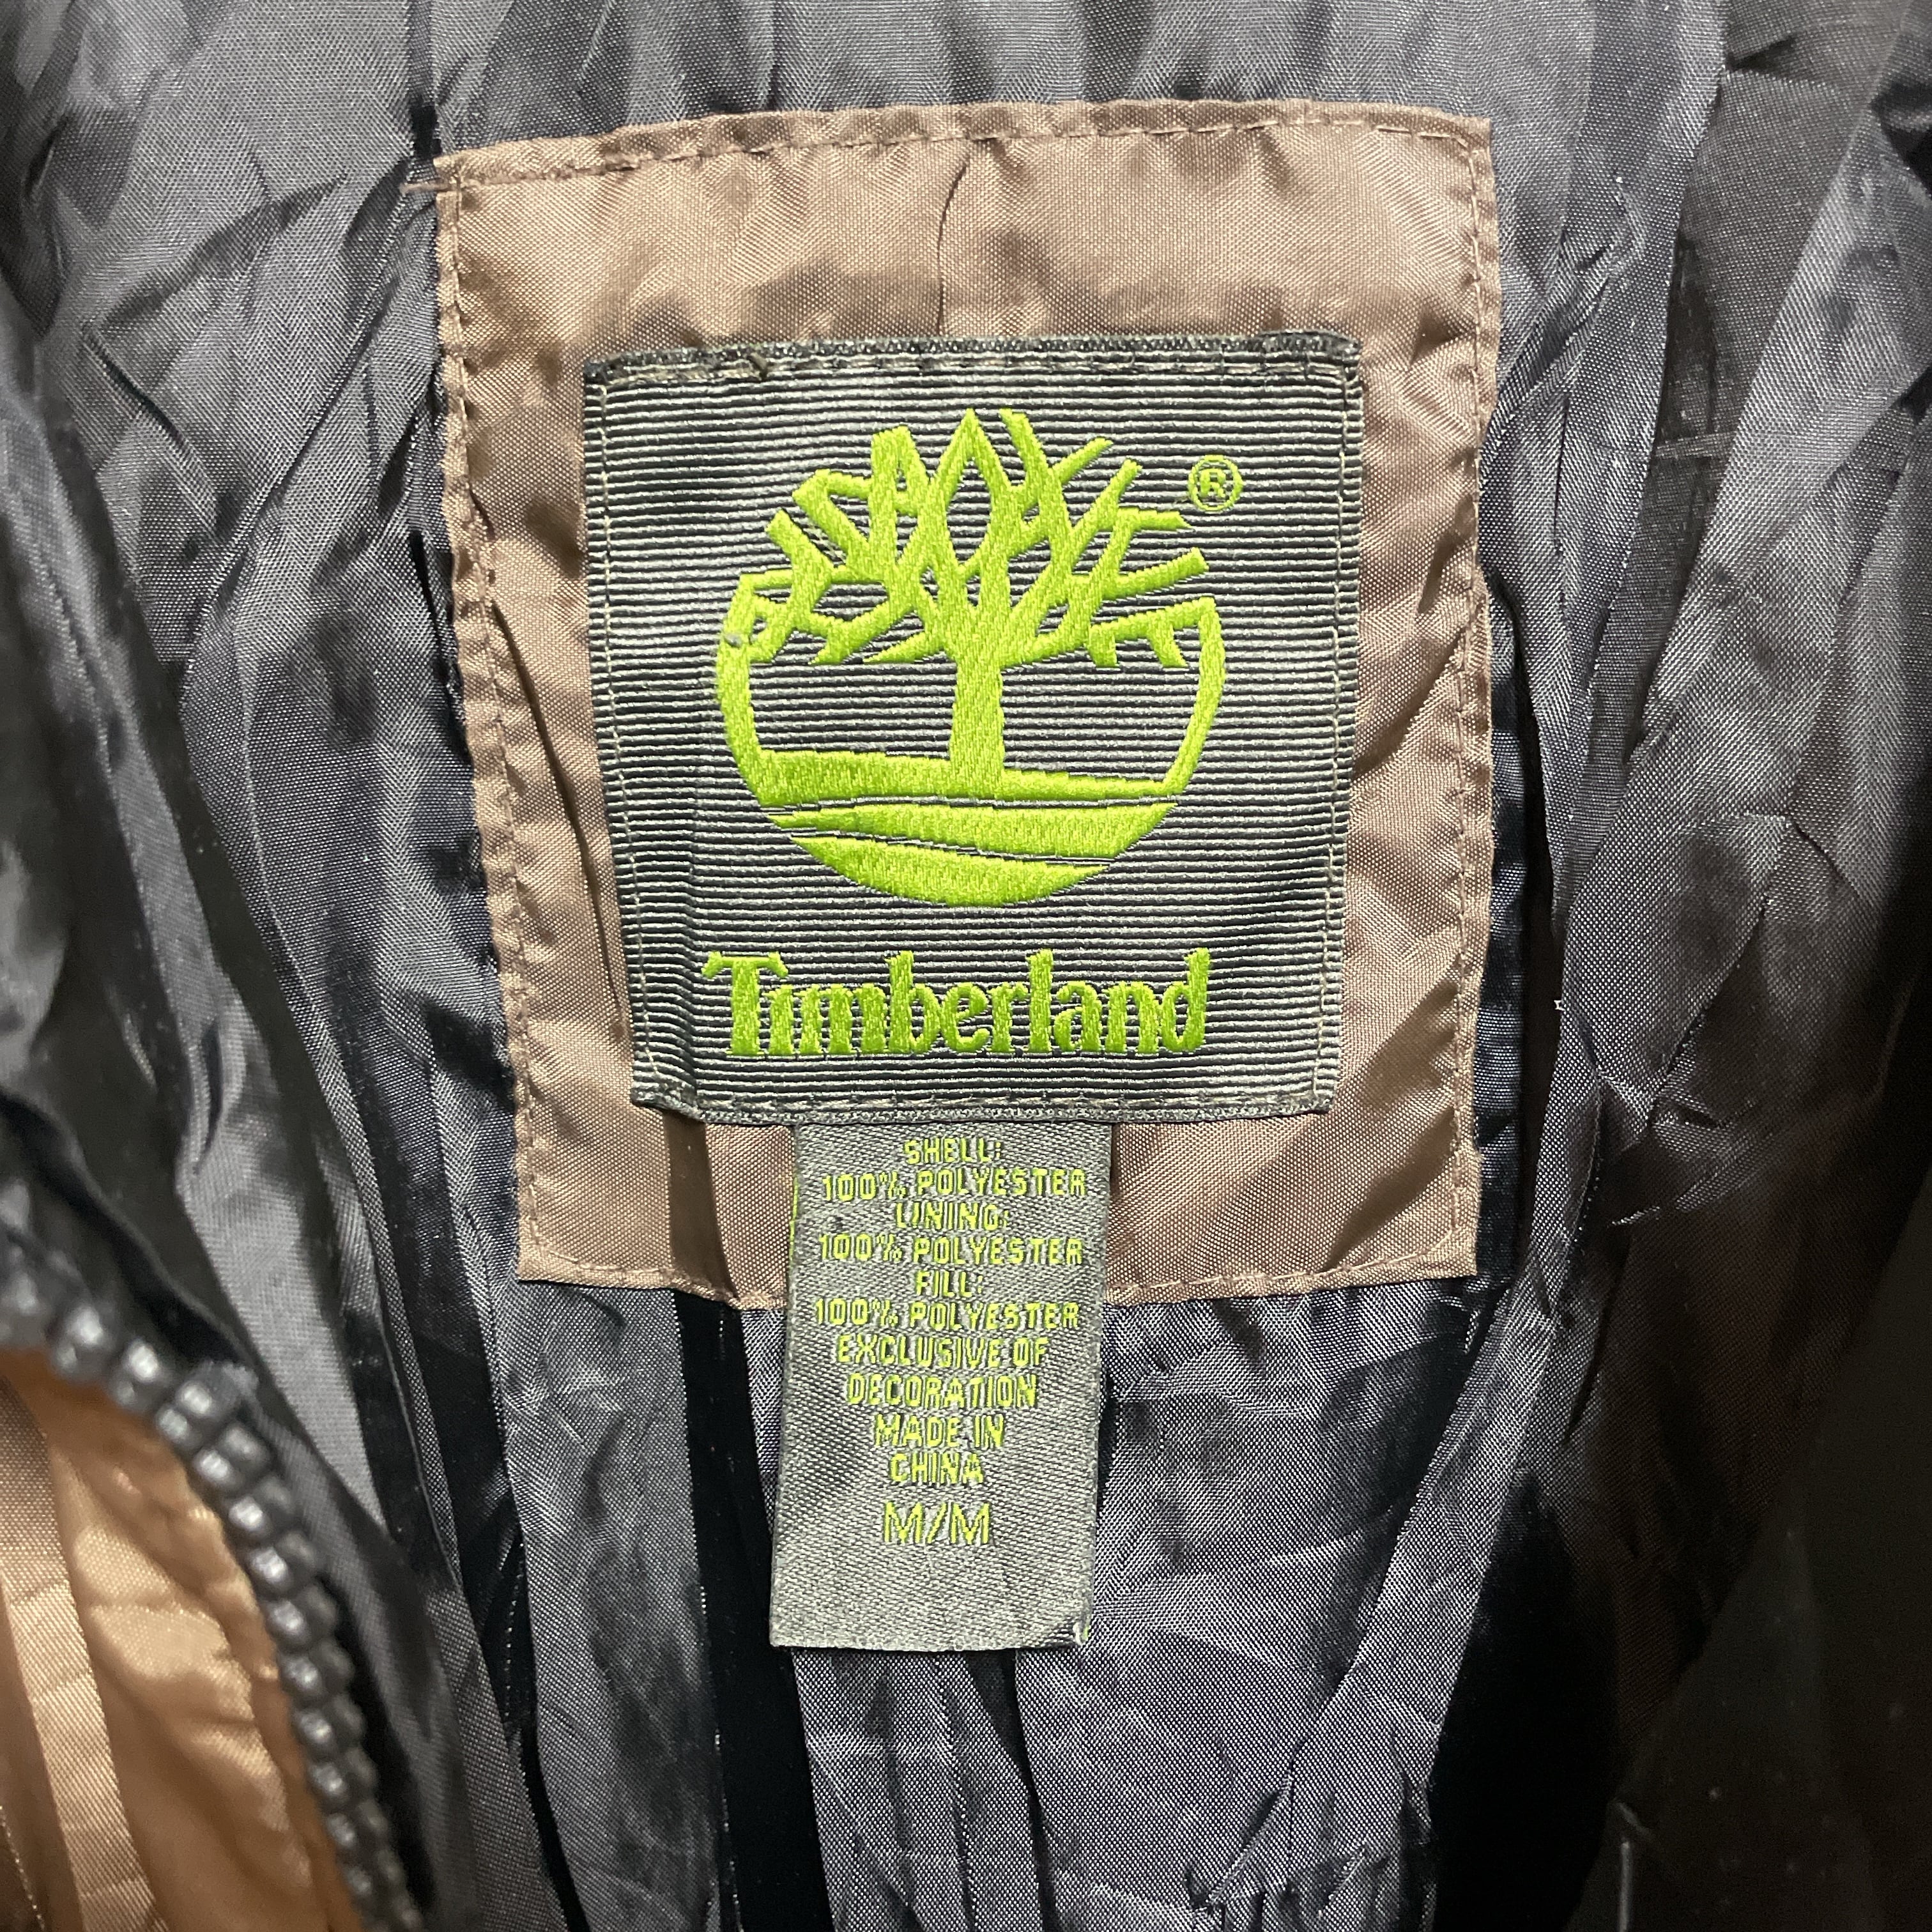 ®
Timberland
SHELL:
100% POLYESTER
LINING:
100% POLYESTER
FILL:
100% POLYESTER
EXCLUSIVE OF
DECORATION
MADE IN
CHINA
M/M